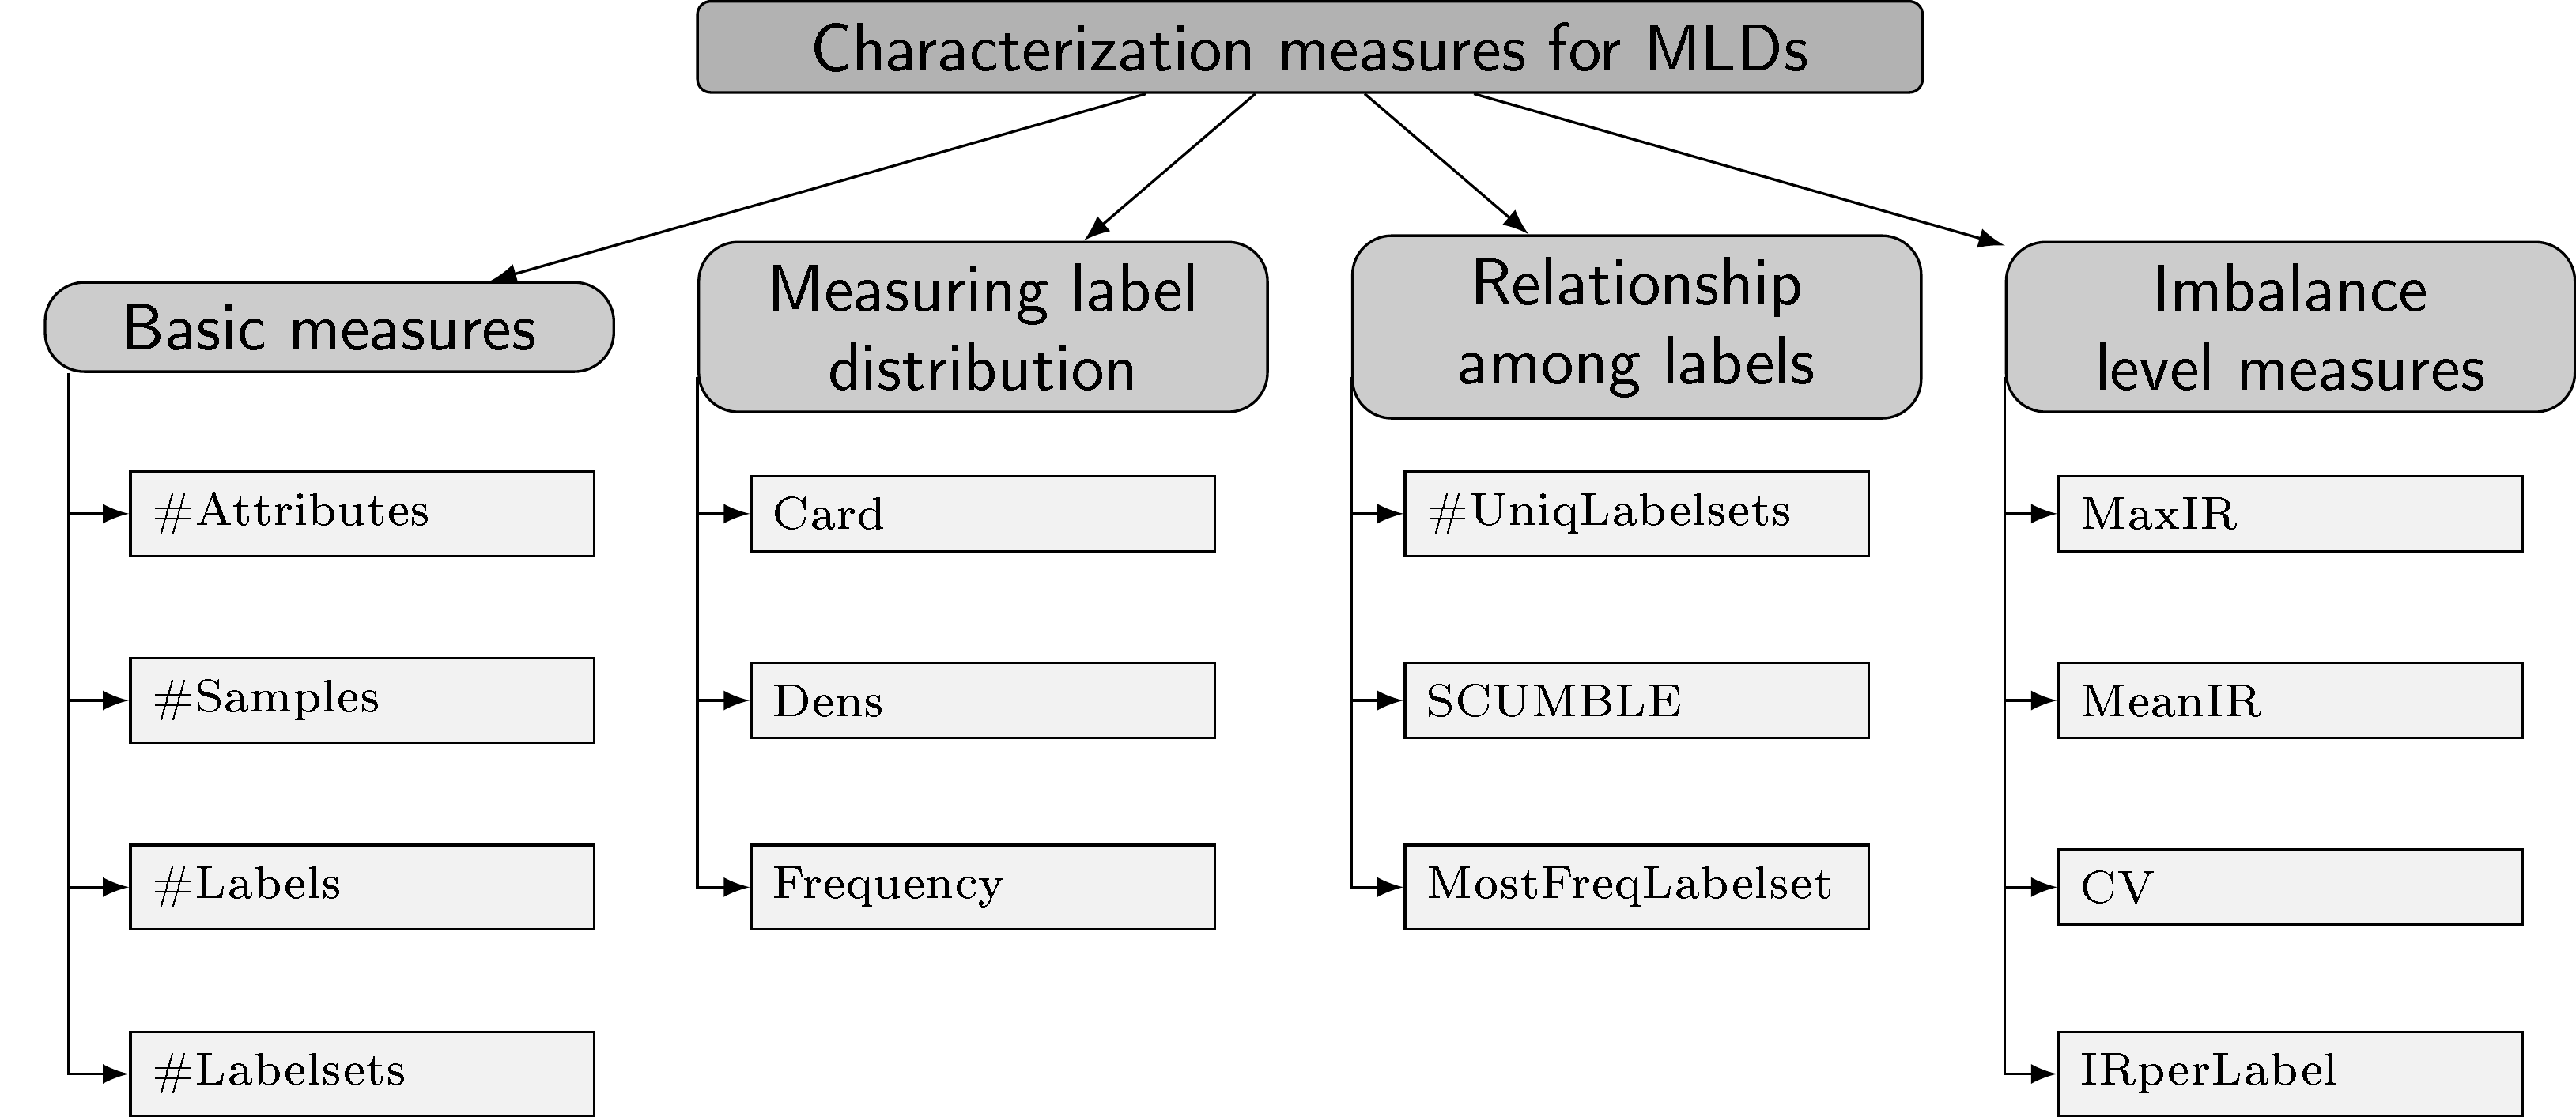 Characterization measures for MLDs
Basic measures
#Attributes
#Samples
#Labels
#Labelsets
Measuring label
distribution
Card
Dens
Frequency
Relationship
among labels
#UniqLabelsets
SCUMBLE
MostFreqLabelset
Imbalance
level measures
MaxIR
MeanIR
CV
IRperLabel